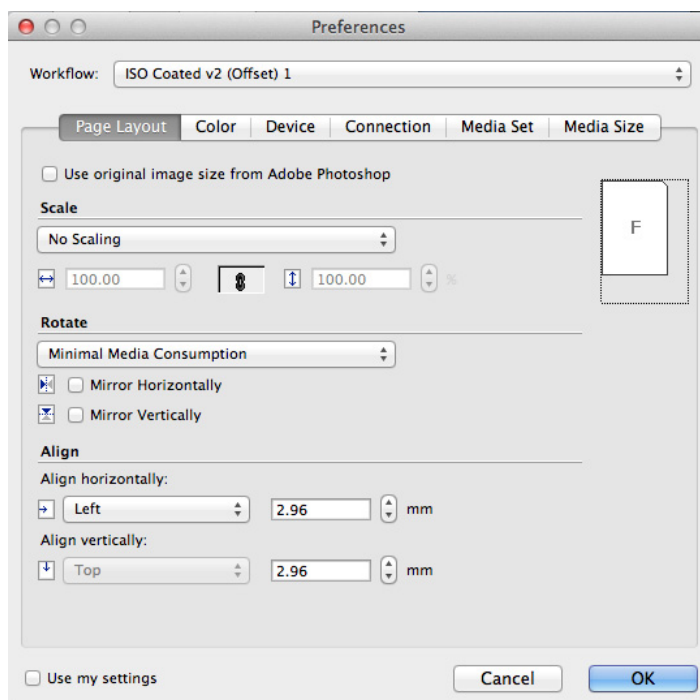 Preferences
Workflow: ISO Coated v2 (Offset) 1
Page Layout Color Device Connection Media Set Media Size
Use original image size from Adobe Photoshop
Scale
F
No Scaling
100.00 100.00 %
Rotate
Minimal Media Consumption
Mirror Horizontally
Mirror Vertically
Align
Align horizontally:
Left 2.96 mm
Align vertically:
Top 2.96 mm
Use my settings Cancel OK